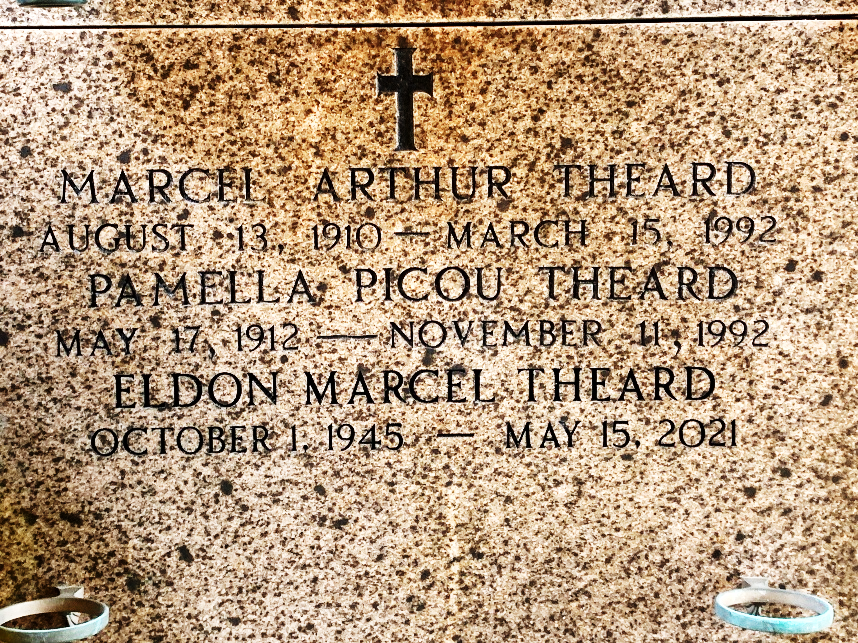 MARCEL ARTHUR THEARD
AUGUST 13, 1910 — MARCH 15, 1992
PAMELLA PICOU THEARD
MAY 17, 1912 — NOVEMBER 11, 1992
ELDON MARCEL THEARD
OCTOBER 1, 1945 — MAY 15, 2021